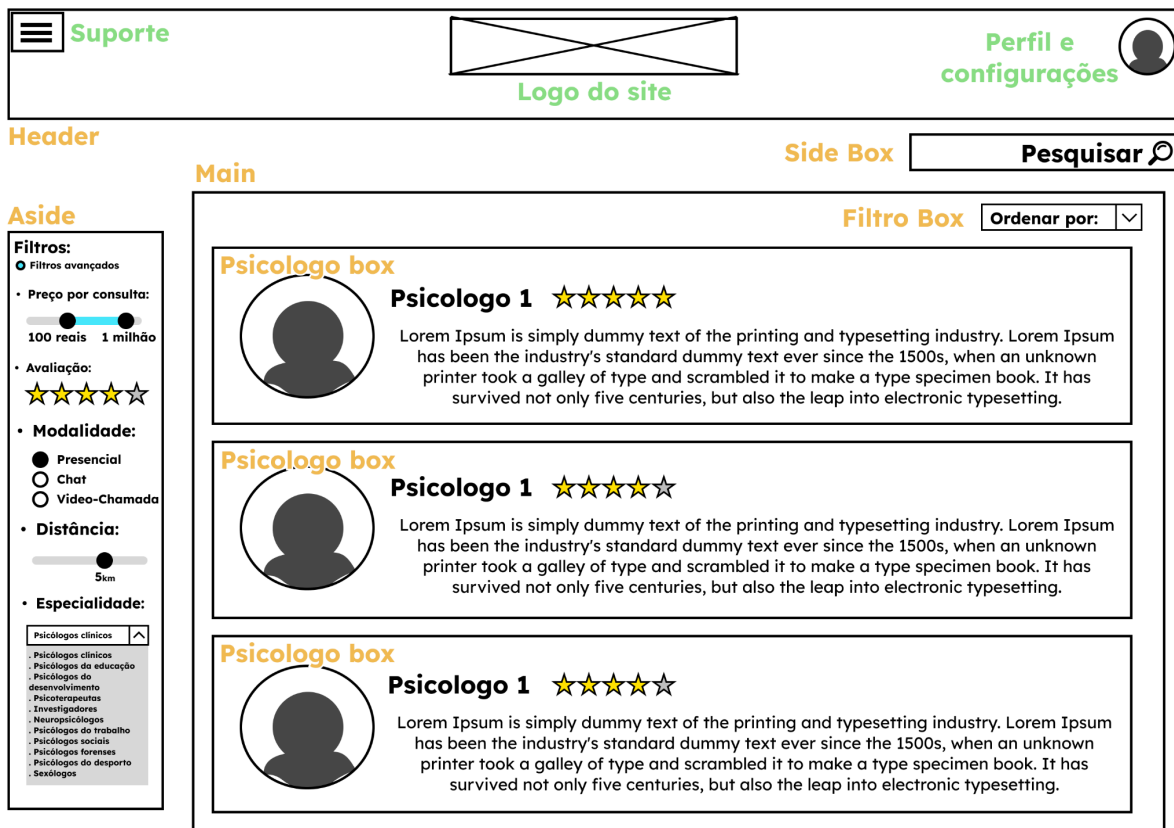 Suporte
Logo do site
Perfil e
configurações
Header
Side Box
Pesquisar
Main
Aside
Filtros:
Filtros avançados
• Preço por consulta:
100 reais 1 milhão
• Avaliação:
• Modalidade:
Presencial
Chat
Video-Chamada
• Distância:
5km
• Especialidade:
Psicólogos clinicos
. Psicólogos clinicos
. Psicólogos da educação
. Psicólogos do
desenvolvimento
. Psicoterapeutas
. Investigadores
. Neuropsicólogos
. Psicólogos do trabalho
. Psicólogos sociais
. Psicólogos forenses
. Psicólogos do desporto
. Sexólogos
Filtro Box
Ordenar por:
Psicologo box
Psicologo 1
Lorem Ipsum is simply dummy text of the printing and typesetting industry. Lorem Ipsum
has been the industry's standard dummy text ever since the 1500s, when an unknown
printer took a galley of type and scrambled it to make a type specimen book. It has
survived not only five centuries, but also the leap into electronic typesetting.
Psicologo box
Psicologo 1
Lorem Ipsum is simply dummy text of the printing and typesetting industry. Lorem Ipsum
has been the industry's standard dummy text ever since the 1500s, when an unknown
printer took a galley of type and scrambled it to make a type specimen book. It has
survived not only five centuries, but also the leap into electronic typesetting.
Psicologo box
Psicologo 1
Lorem Ipsum is simply dummy text of the printing and typesetting industry. Lorem Ipsum
has been the industry's standard dummy text ever since the 1500s, when an unknown
printer took a galley of type and scrambled it to make a type specimen book. It has
survived not only five centuries, but also the leap into electronic typesetting.